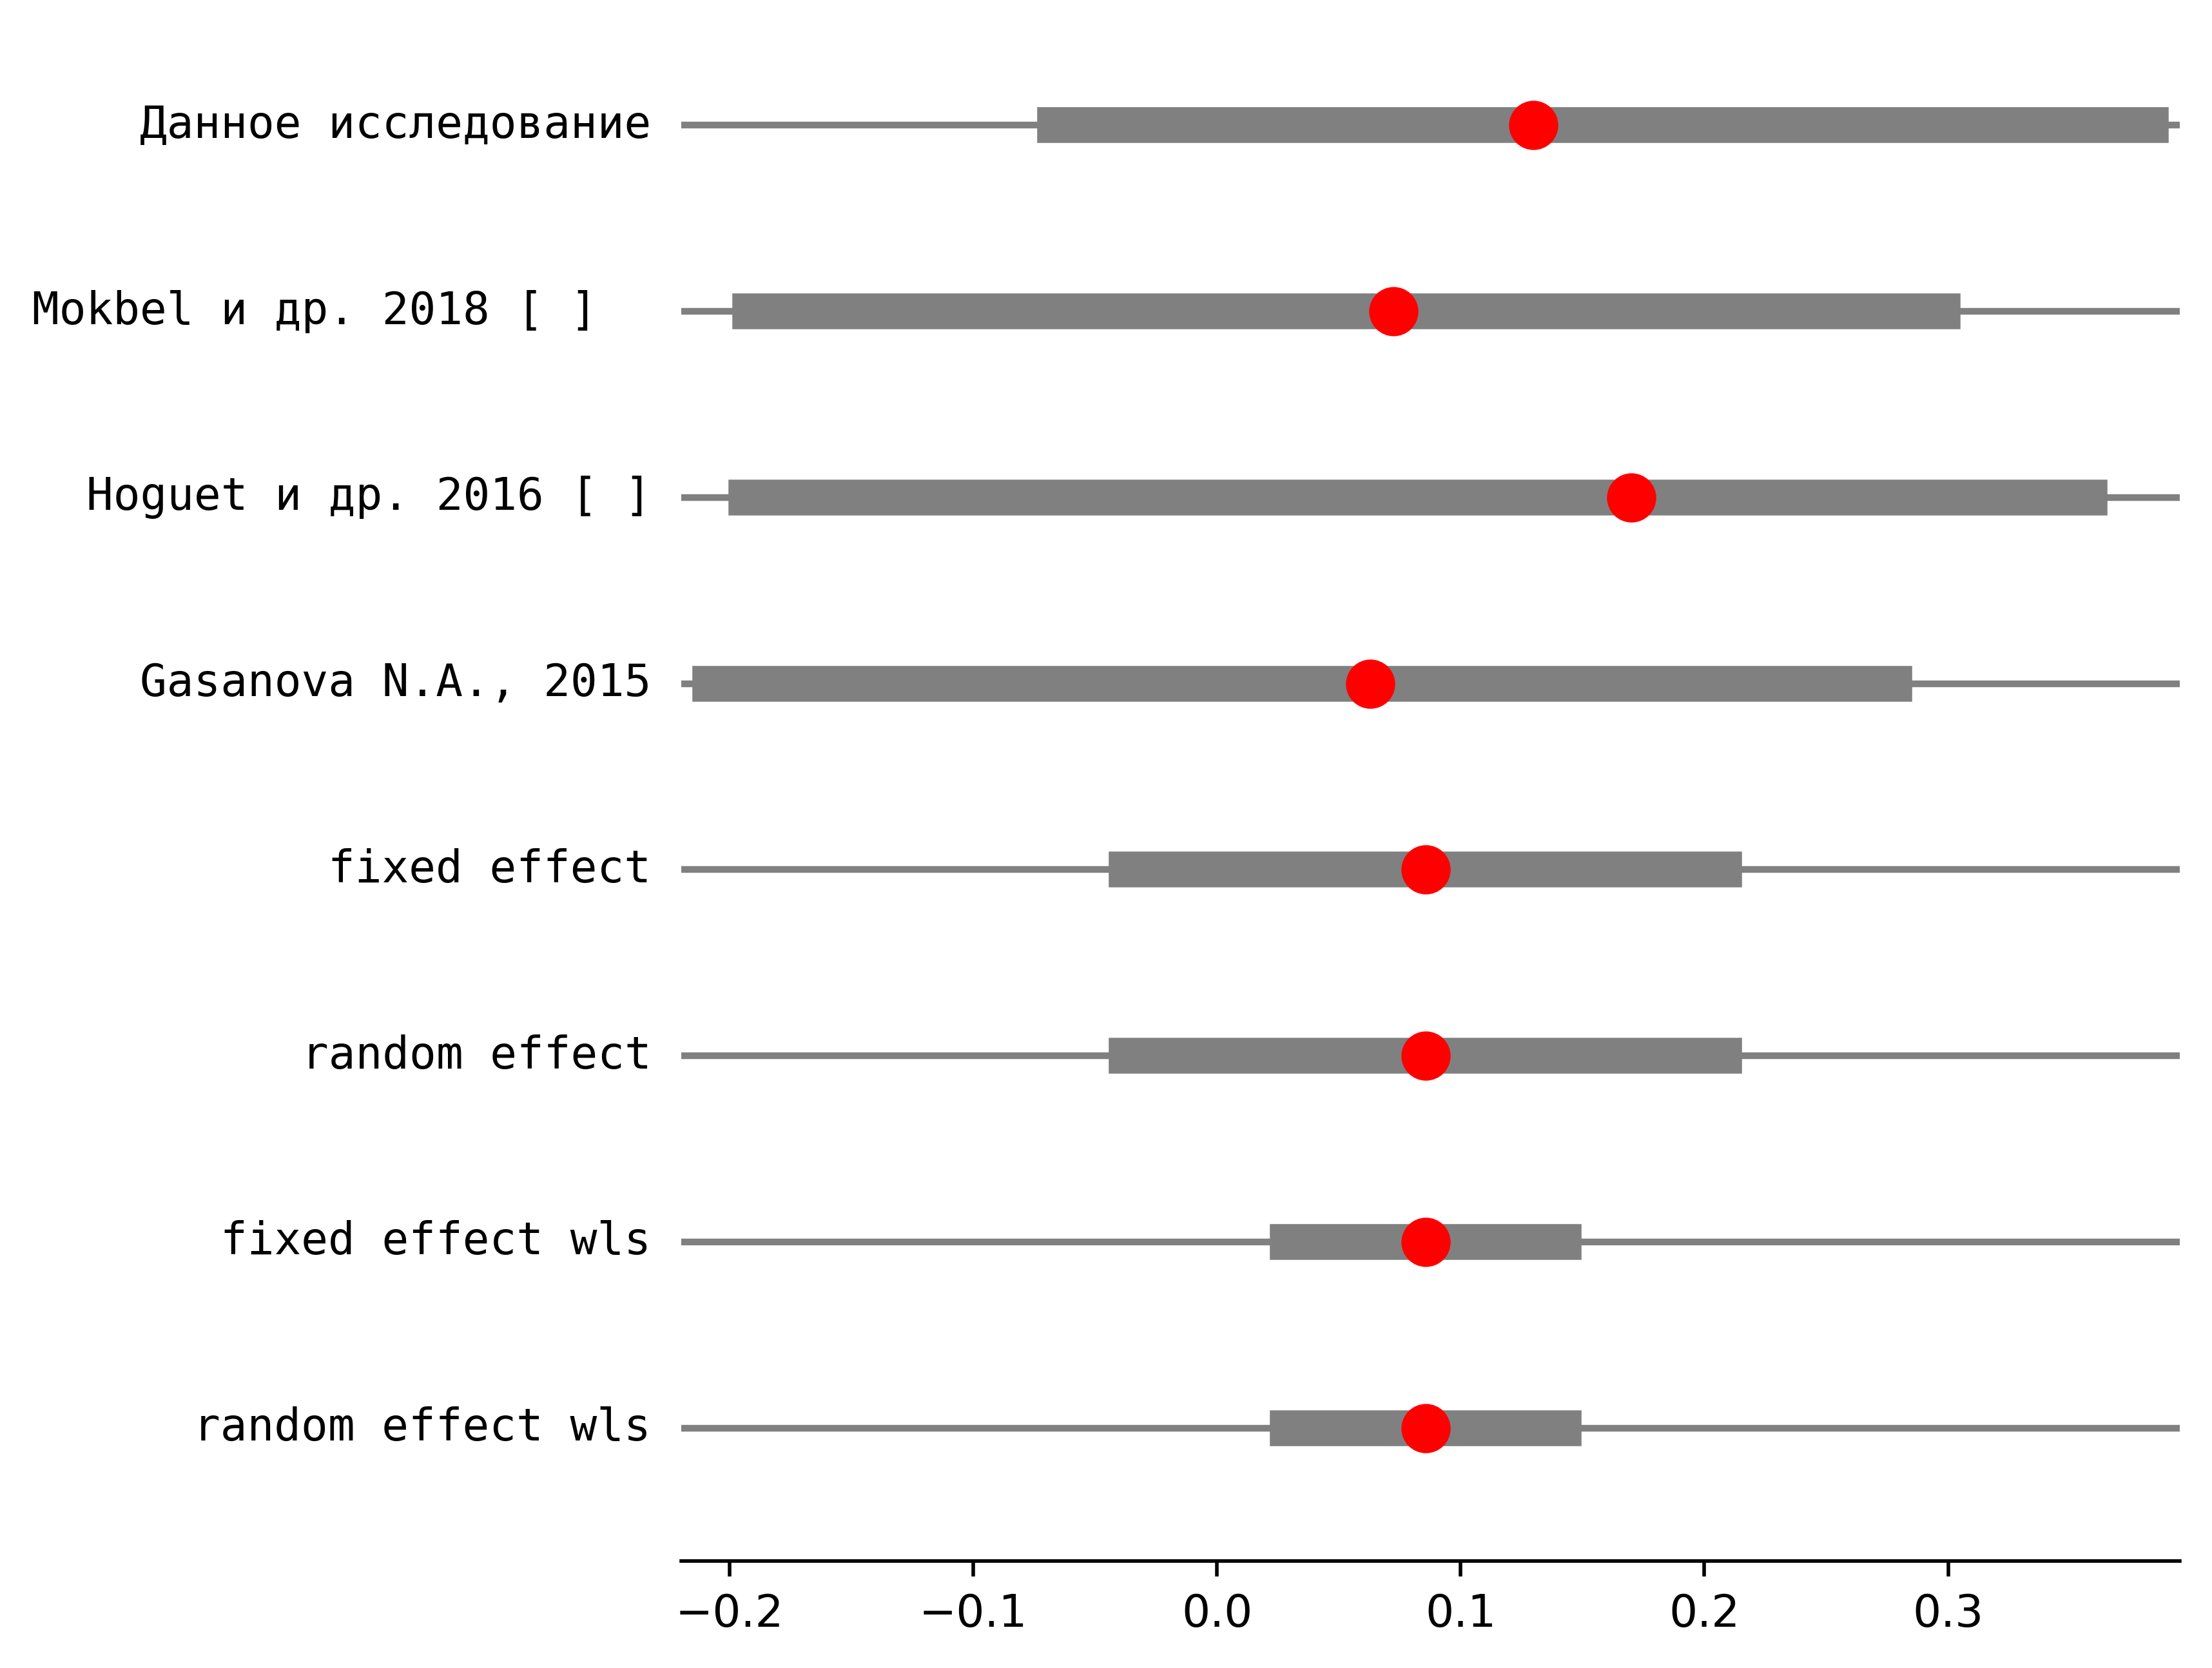 Данное исследование
Mokbel и др. 2018 [ ]
Hoguet и др. 2016 [ ]
Gasanova N.A., 2015
fixed effect
random effect
fixed effect wls
random effect wls
−0.2 −0.1 0.0 0.1 0.2 0.3